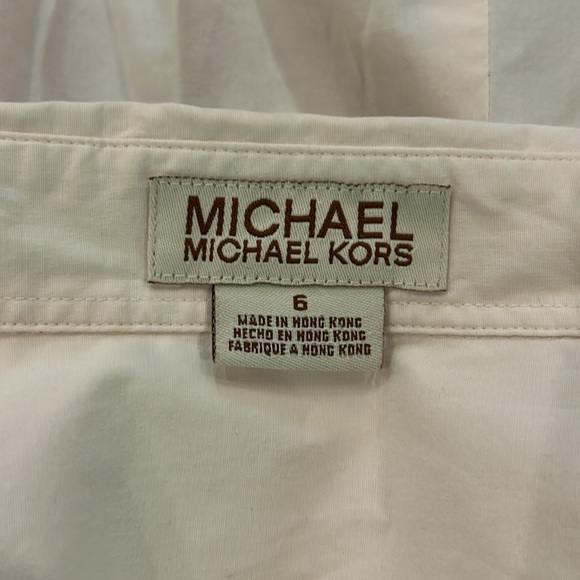 MICHAEL
MICHAEL KORS
6
MADE IN HONG KONG
HECHO EN HONG KONG
FABRIQUE A HONG KONG